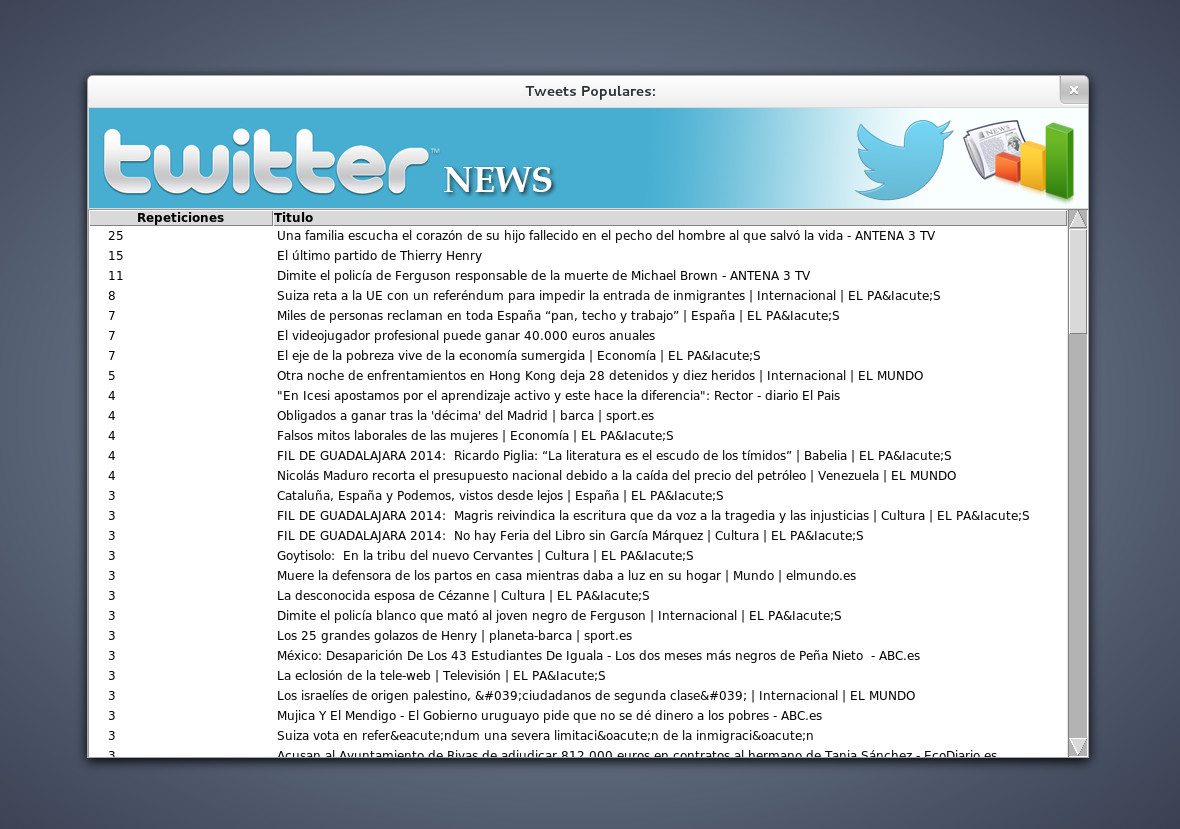 Tweets Populares:
twitter™ NEWS
NEWS
Repeticiones Titulo
25 Una familia escucha el corazón de su hijo fallecido en el pecho del hombre al que salvó la vida - ANTENA 3 TV
15 El último partido de Thierry Henry
11 Dimite el policía de Ferguson responsable de la muerte de Michael Brown - ANTENA 3 TV
8 Suiza reta a la UE con un referéndum para impedir la entrada de inmigrantes | Internacional | EL PA&Iacute;S
7 Miles de personas reclaman en toda España “pan, techo y trabajo” | España | EL PA&Iacute;S
7 El videojugador profesional puede ganar 40.000 euros anuales
7 El eje de la pobreza vive de la economía sumergida | Economía | EL PA&Iacute;S
5 Otra noche de enfrentamientos en Hong Kong deja 28 detenidos y diez heridos | Internacional | EL MUNDO
4 "En Icesi apostamos por el aprendizaje activo y este hace la diferencia": Rector - diario El Pais
4 Obligados a ganar tras la 'décima' del Madrid | barca | sport.es
4 Falsos mitos laborales de las mujeres | Economía | EL PA&Iacute;S
4 FIL DE GUADALAJARA 2014:  Ricardo Piglia: “La literatura es el escudo de los tímidos” | Babelia | EL PA&Iacute;S
4 Nicolás Maduro recorta el presupuesto nacional debido a la caída del precio del petróleo | Venezuela | EL MUNDO
3 Cataluña, España y Podemos, vistos desde lejos | España | EL PA&Iacute;S
3 FIL DE GUADALAJARA 2014:  Magris reivindica la escritura que da voz a la tragedia y las injusticias | Cultura | EL PA&Iacute;S
3 FIL DE GUADALAJARA 2014:  No hay Feria del Libro sin García Márquez | Cultura | EL PA&Iacute;S
3 Goytisolo:  En la tribu del nuevo Cervantes | Cultura | EL PA&Iacute;S
3 Muere la defensora de los partos en casa mientras daba a luz en su hogar | Mundo | elmundo.es
3 La desconocida esposa de Cézanne | Cultura | EL PA&Iacute;S
3 Dimite el policía blanco que mató al joven negro de Ferguson | Internacional | EL PA&Iacute;S
3 Los 25 grandes golazos de Henry | planeta-barca | sport.es
3 México: Desaparición De Los 43 Estudiantes De Iguala - Los dos meses más negros de Peña Nieto  - ABC.es
3 La eclosión de la tele-web | Televisión | EL PA&Iacute;S
3 Los israelíes de origen palestino, &#039;ciudadanos de segunda clase&#039; | Internacional | EL MUNDO
3 Mujica Y El Mendigo - El Gobierno uruguayo pide que no se dé dinero a los pobres - ABC.es
3 Suiza vota en refer&eacute;ndum una severa limitaci&oacute;n de la inmigraci&oacute;n
3 Acusan al Ayuntamiento de Rivas de adjudicar 812.000 euros en contratos al hermano de Tania Sánchez - EcoDiario.es